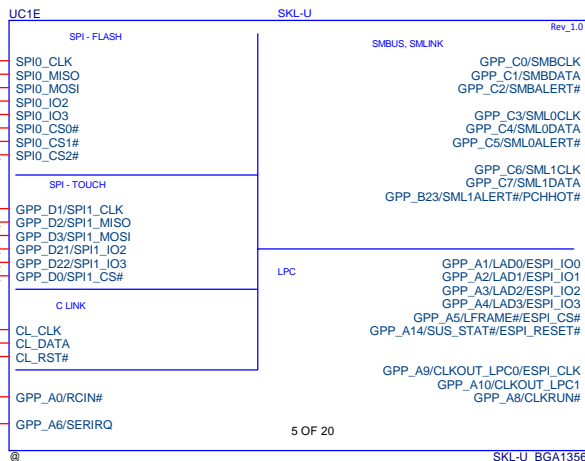 UC1E
SKL-U
Rev_1.0
SPI - FLASH
SPI0_CLK
SPI0_MISO
SPI0_MOSI
SPI0_IO2
SPI0_IO3
SPI0_CS0#
SPI0_CS1#
SPI0_CS2#
SPI - TOUCH
GPP_D1/SPI1_CLK
GPP_D2/SPI1_MISO
GPP_D3/SPI1_MOSI
GPP_D21/SPI1_IO2
GPP_D22/SPI1_IO3
GPP_D0/SPI1_CS#
C LINK
CL_CLK
CL_DATA
CL_RST#
GPP_A0/RCIN#
GPP_A6/SERIRQ
SMBUS, SMLINK
GPP_C0/SMBCLK
GPP_C1/SMBDATA
GPP_C2/SMBALERT#
GPP_C3/SML0CLK
GPP_C4/SML0DATA
GPP_C5/SML0ALERT#
GPP_C6/SML1CLK
GPP_C7/SML1DATA
GPP_B23/SML1ALERT#/PCHHOT#
LPC
GPP_A1/LAD0/ESPI_IO0
GPP_A2/LAD1/ESPI_IO1
GPP_A3/LAD2/ESPI_IO2
GPP_A4/LAD3/ESPI_IO3
GPP_A5/LFRAME#/ESPI_CS#
GPP_A14/SUS_STAT#/ESPI_RESET#
GPP_A9/CLKOUT_LPC0/ESPI_CLK
GPP_A10/CLKOUT_LPC1
GPP_A8/CLKRUN#
5 OF 20
@
SKL-U_BGA1356